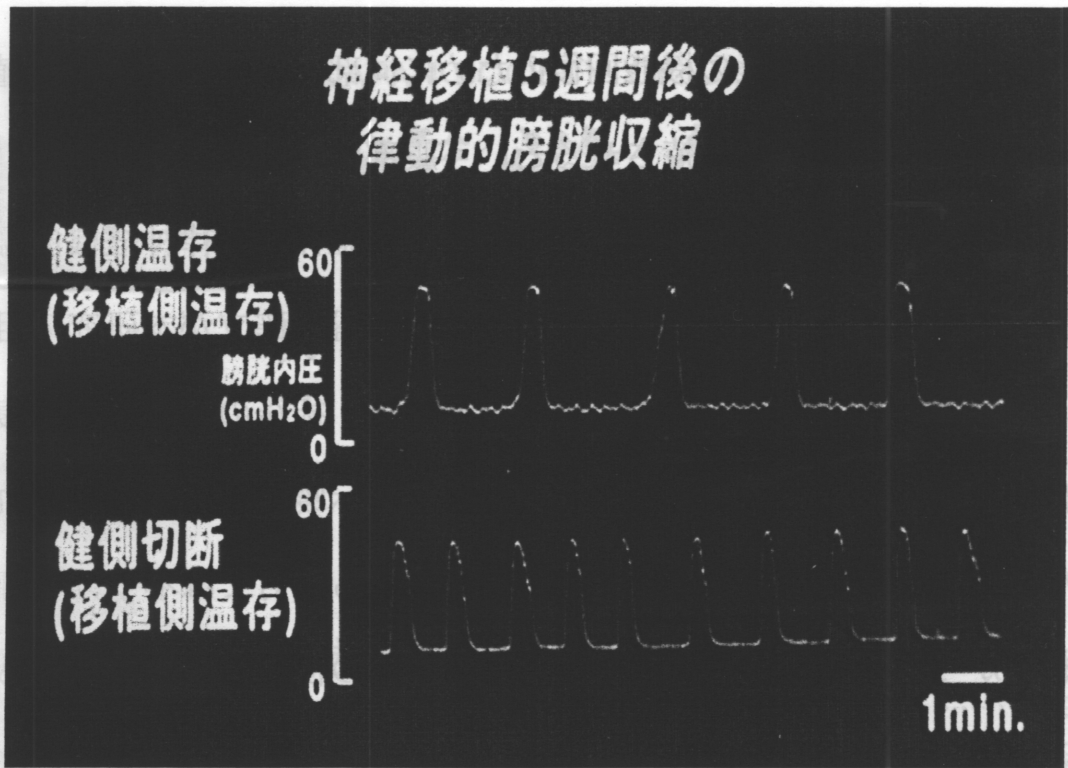 神経移植5週間後の
律動的膀胱収縮
健側温存
(移植側温存)
60
膀胱内圧
(cmH₂O)
0
60
健側切断
(移植側温存)
0
1min.